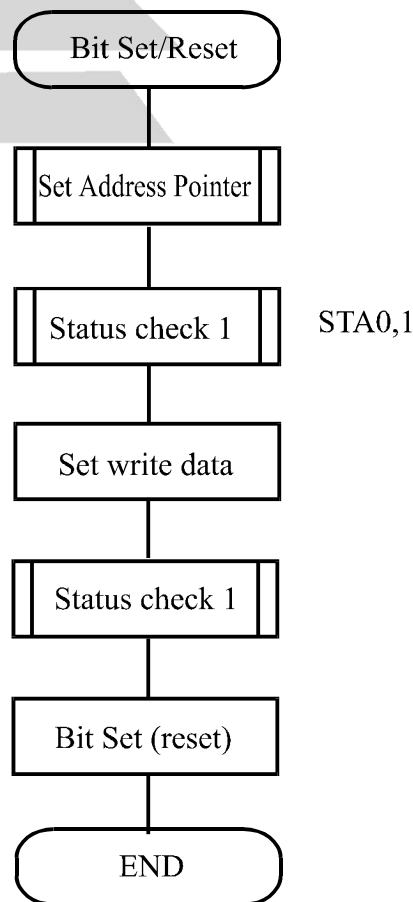 Bit Set/Reset
Set Address Pointer
Status check 1
STA0,1
Set write data
Status check 1
Bit Set (reset)
END